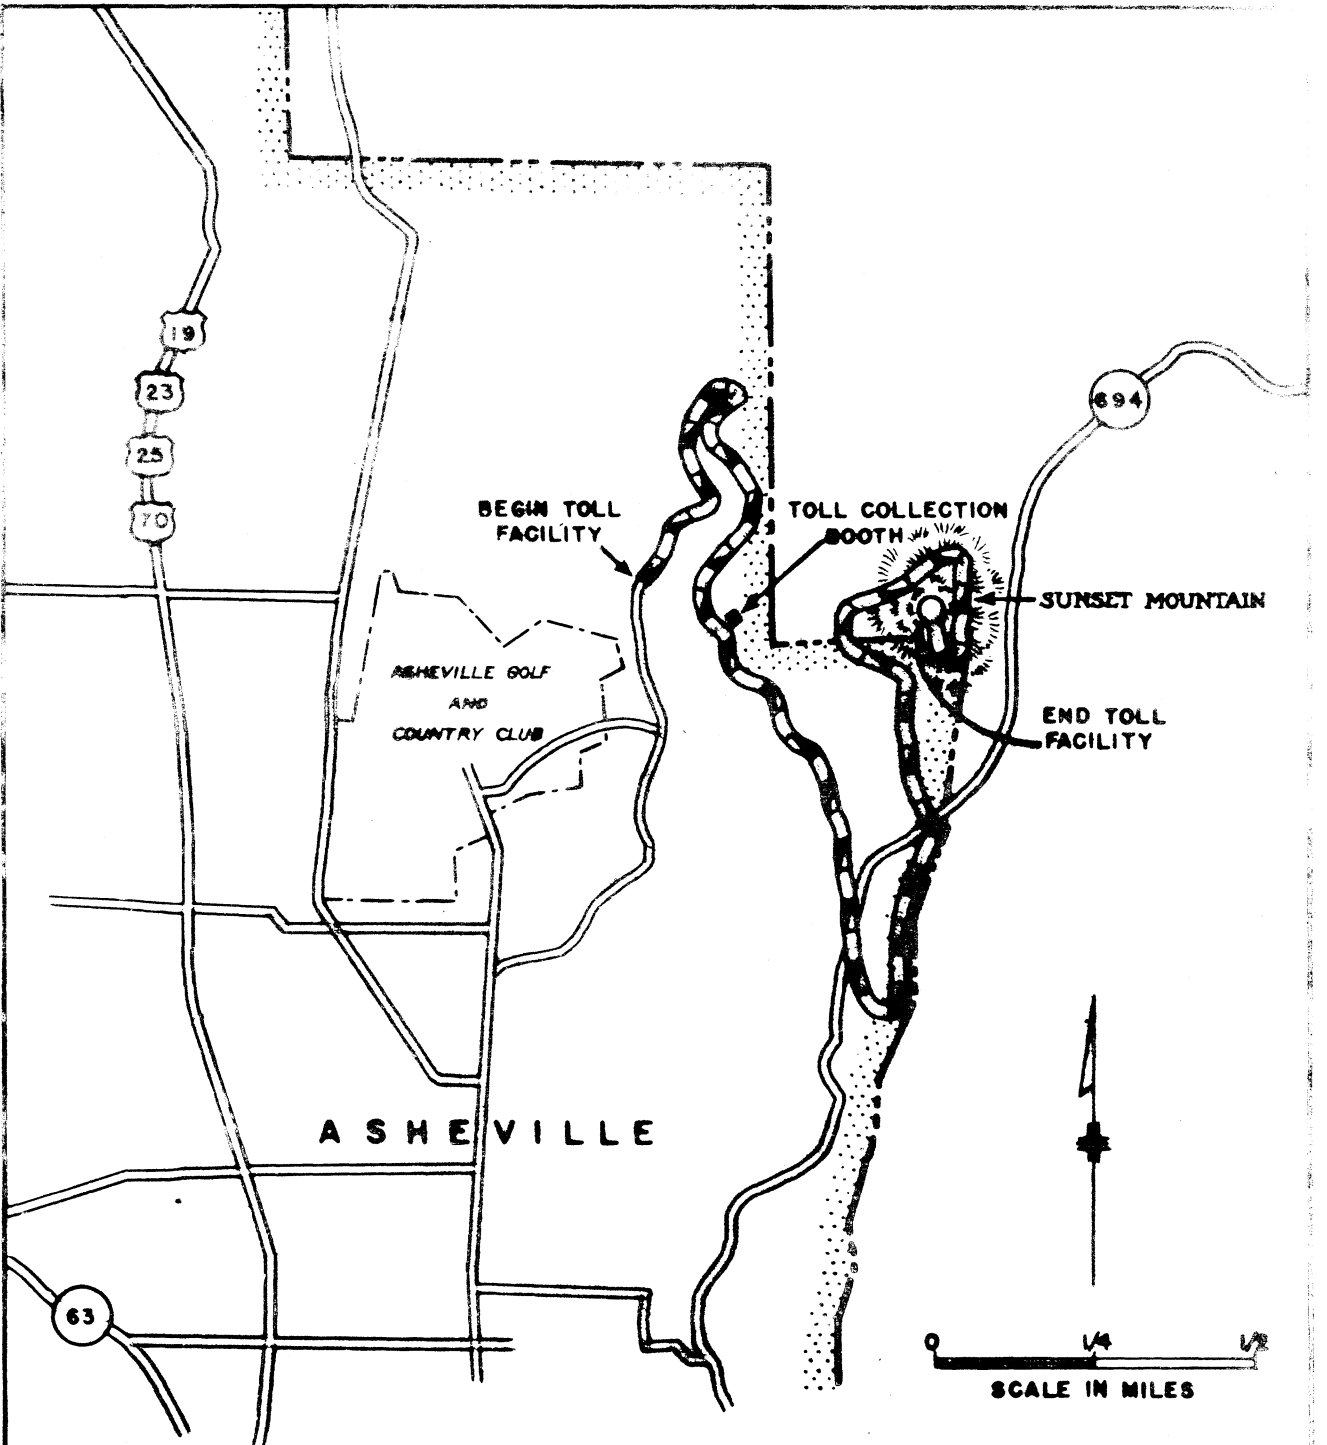 19
23
25
70
694
BEGIN TOLL
FACILITY
TOLL COLLECTION
BOOTH
SUNSET MOUNTAIN
ASHEVILLE GOLF
AND
COUNTRY CLUB
END TOLL
FACILITY
ASHEVILLE
63
0 1/4 1/2
SCALE IN MILES